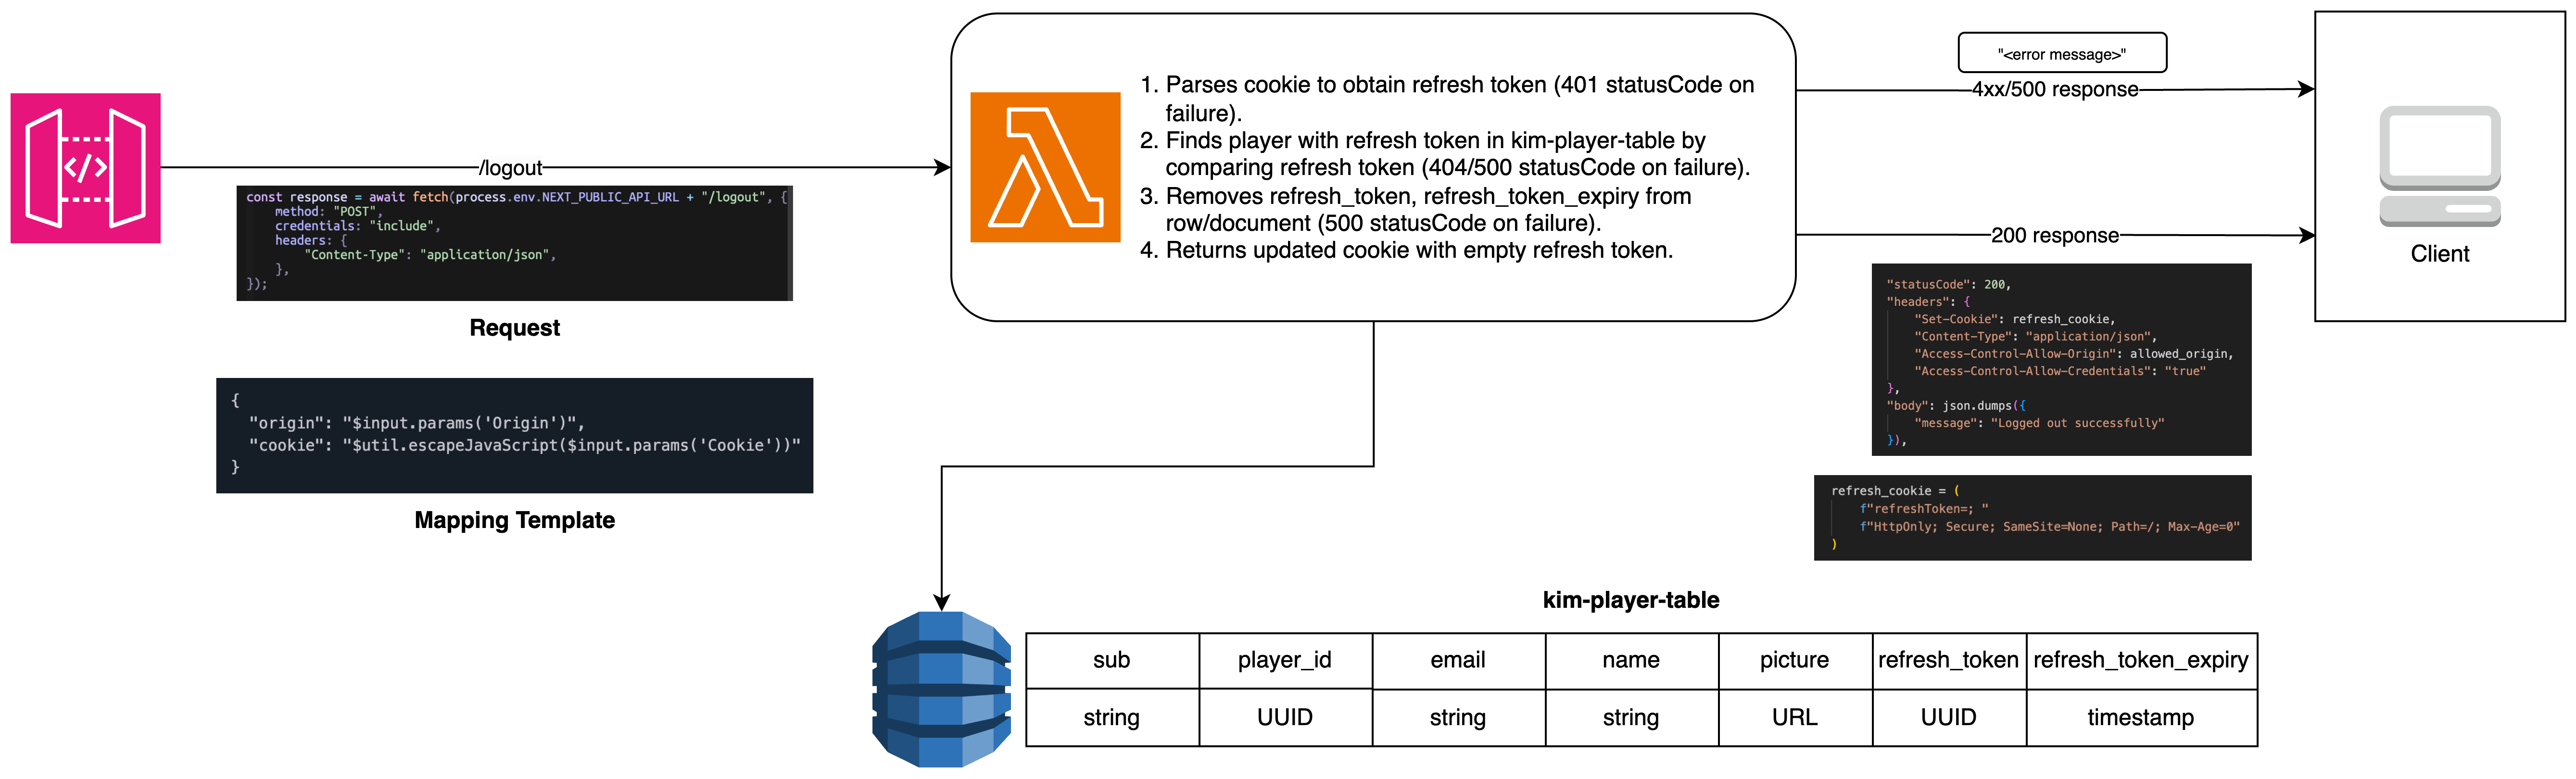 /logout
const response = await fetch(process.env.NEXT_PUBLIC_API_URL + "/logout", {
method: "POST",
credentials: "include",
headers: {
"Content-Type": "application/json",
},
});
Request
{
"origin": "$input.params('Origin')",
"cookie": "$util.escapeJavaScript($input.params('Cookie'))"
}
Mapping Template
</>
1. Parses cookie to obtain refresh token (401 statusCode on
failure).
2. Finds player with refresh token in kim-player-table by
comparing refresh token (404/500 statusCode on failure).
3. Removes refresh_token, refresh_token_expiry from
row/document (500 statusCode on failure).
4. Returns updated cookie with empty refresh token.
"<error message>"
4xx/500 response
200 response
Client
"statusCode": 200,
"headers": {
"Set-Cookie": refresh_cookie,
"Content-Type": "application/json",
"Access-Control-Allow-Origin": allowed_origin,
"Access-Control-Allow-Credentials": "true"
},
"body": json.dumps({
"message": "Logged out successfully"
}),
refresh_cookie = (
f"refreshToken=; "
f"HttpOnly; Secure; SameSite=None; Path=/; Max-Age=0"
)
kim-player-table
sub player_id email name picture refresh_token refresh_token_expiry
string UUID string string URL UUID timestamp